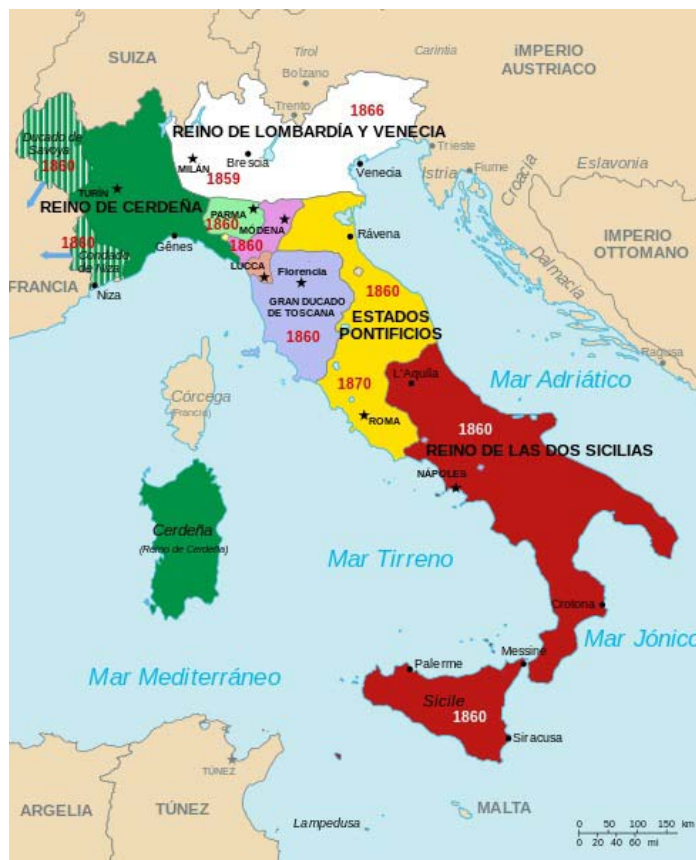 SUIZA
Tirol
Carintia
iMPERIO
AUSTRIACO
Bolzano
Trento
1866
REINO DE LOMBARDÍA Y VENECIA
Ducado de
Savoya
1860
MILÁN
Brescia
1859
Venecia
Trieste
Istria
Fiume
Croacia
Eslavonia
TURÍN
REINO DE CERDEÑA
PARMA
1860
MÓDENA
1860
IMPERIO
OTTOMANO
1860
Condado
de Niza
Gênes
Rávena
Dalmacia
FRANCIA
Niza
LUCCA
Florencia
GRAN DUCADO
DE TOSCANA
1860
1860
ESTADOS
PONTIFICIOS
Ragusa
Córcega
(Francia)
1870
ROMA
L'Aquila
Mar Adriático
1860
REINO DE LAS DOS SICILIAS
NÁPOLES
Cerdeña
(Reino de Cerdeña)
Mar Tirreno
Crotona
Mar Jónico
Messine
Palerme
Mar Mediterráneo
Sicile
1860
Siracusa
TÚNEZ
ARGELIA
TÚNEZ
MALTA
Lampedusa
0 50 100 150 km
0 20 40 60 mi